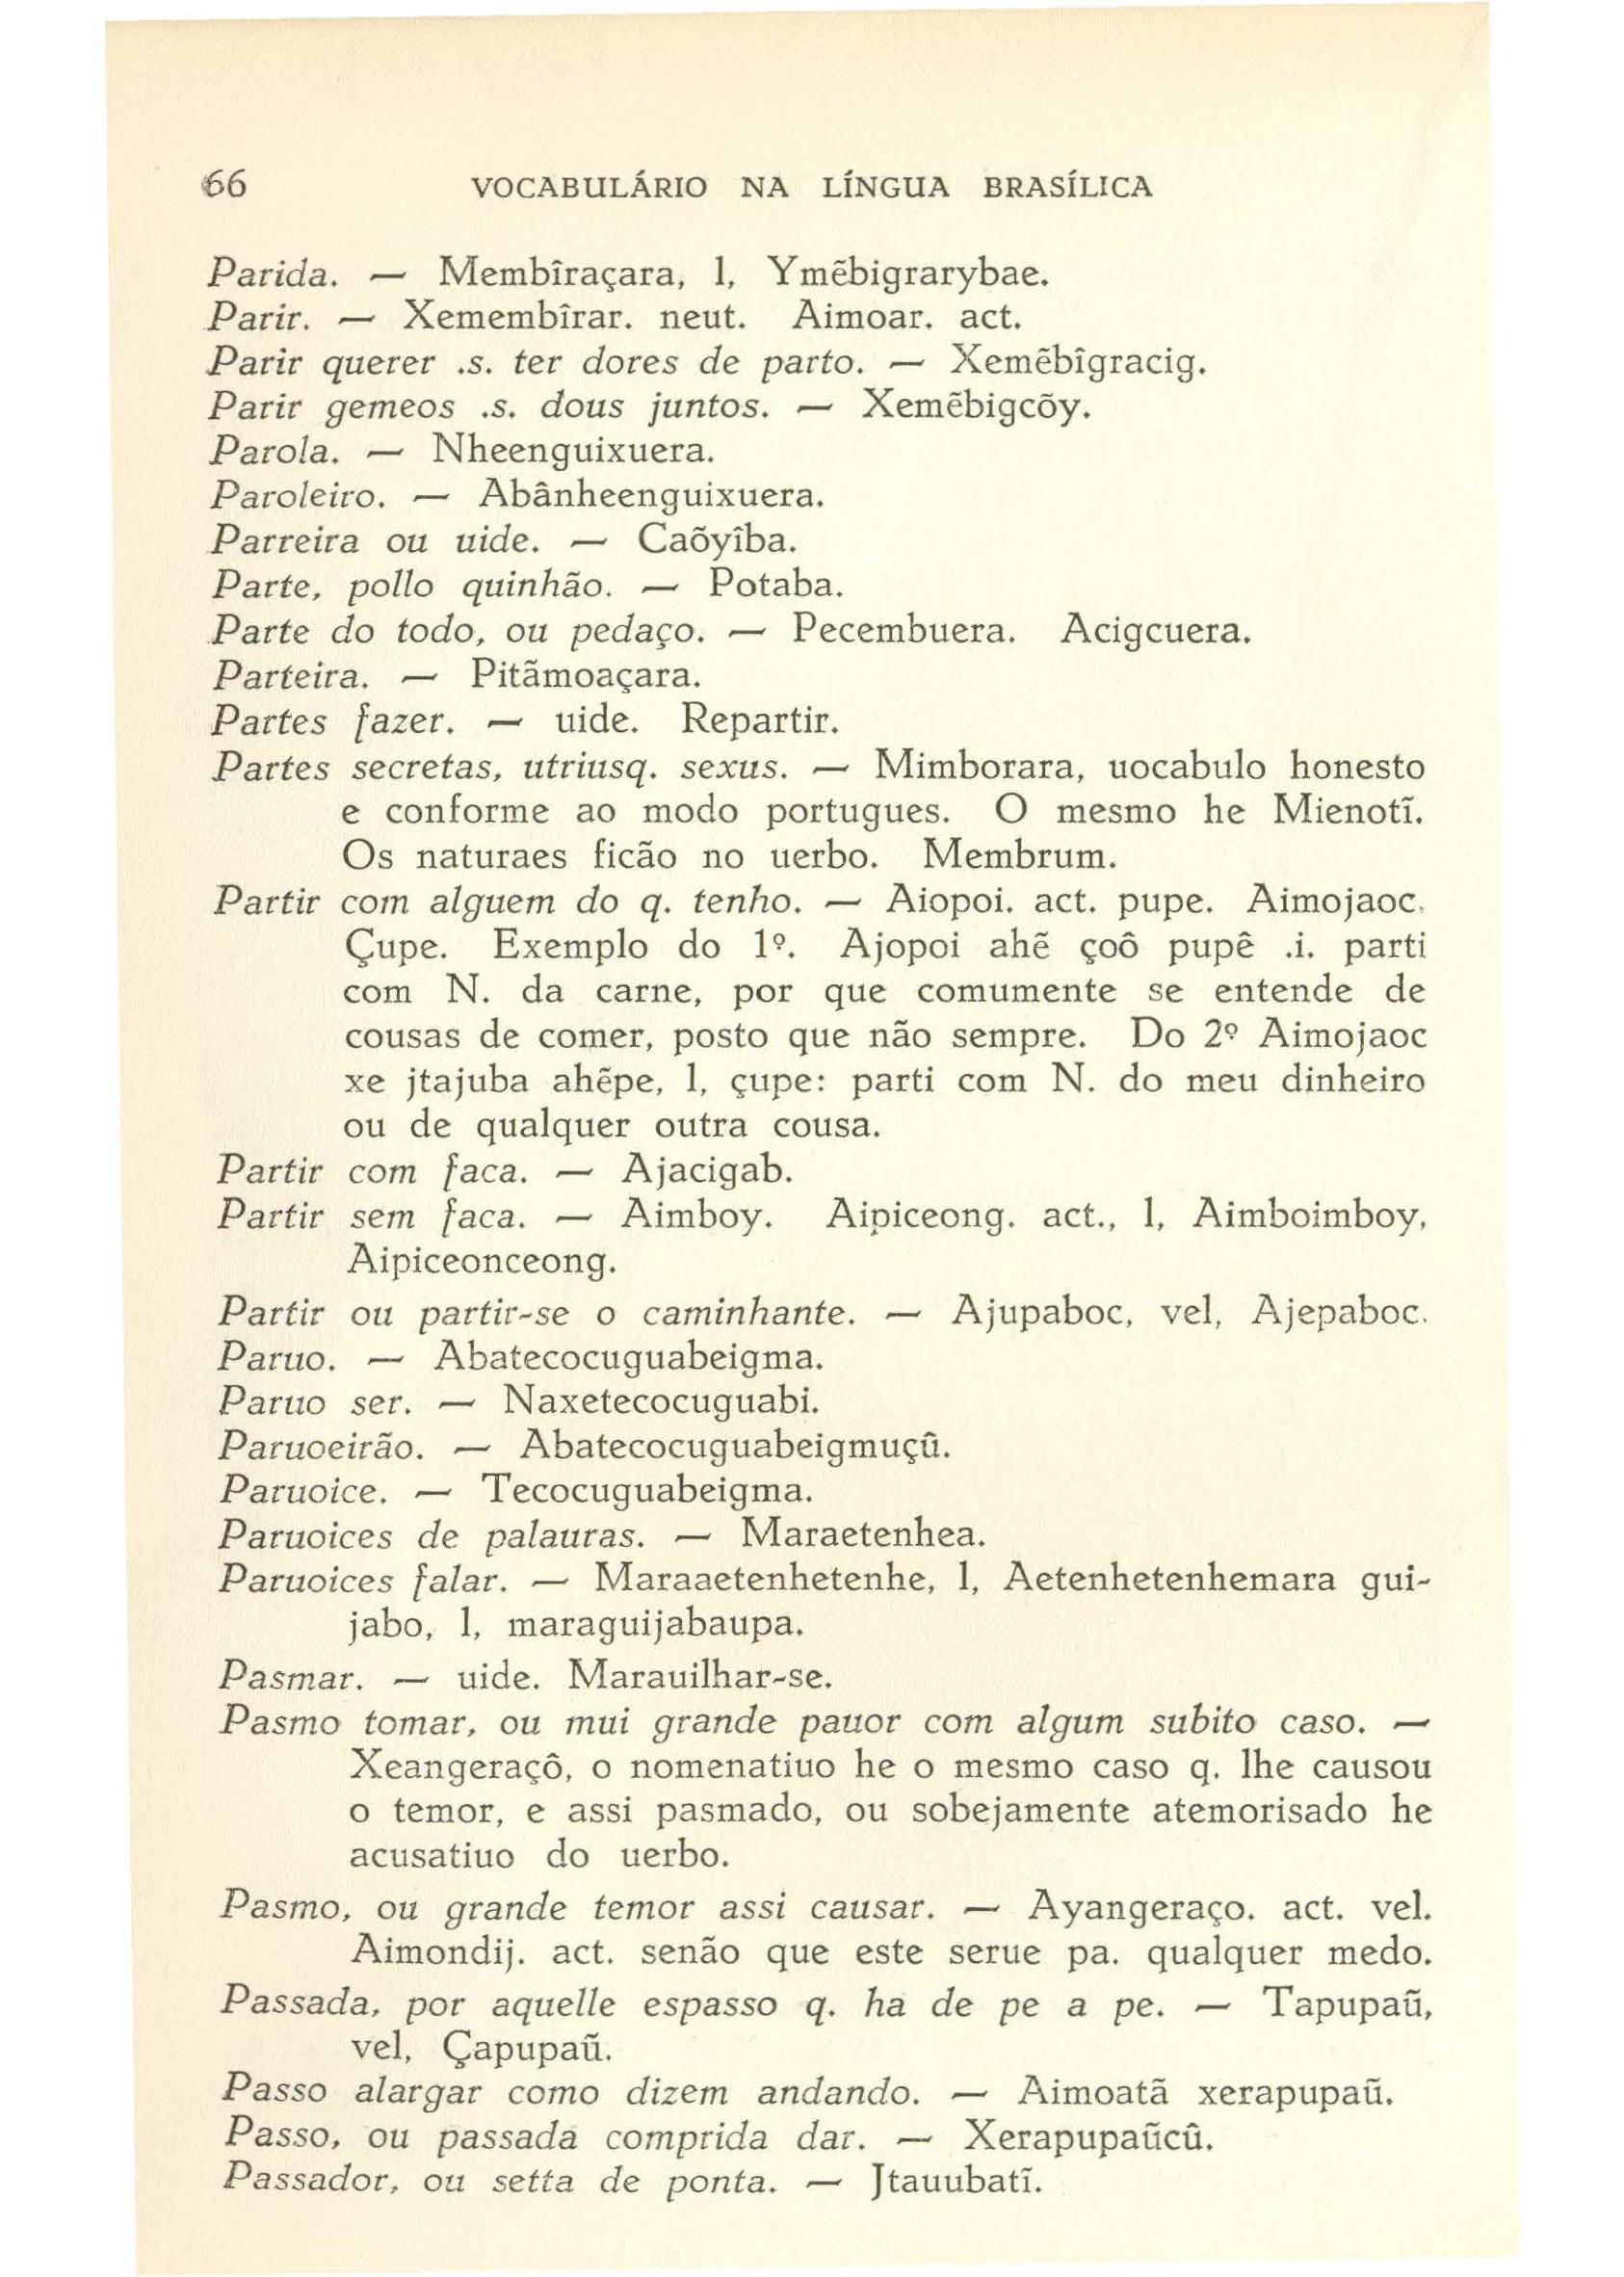 66 VOCABULÁRIO NA LÍNGUA BRASÍLICA
Parida. — Membîraçara, l, Ymẽbigrarybae.
Parir. — Xemembîrar. neut. Aimoar. act.
Parir querer .s. ter dores de parto. — Xemẽbîgracig.
Parir gemeos .s. dous juntos. — Xemẽbigcõy.
Parola. — Nheenguixuera.
Paroleiro. — Abânheenguixuera.
Parreira ou uide. — Caõyîba.
Parte, pollo quinhão. — Potaba.
Parte do todo, ou pedaço. — Pecembuera. Acigcuera.
Parteira. — Pitãmoaçara.
Partes fazer. — uide. Repartir.
Partes secretas, utriusq. sexus. — Mimborara, uocabulo honesto
e conforme ao modo portugues. O mesmo he Mienotĩ.
Os naturaes ficão no uerbo. Membrum.
Partir com alguem do q. tenho. — Aiopoi. act. pupe. Aimojaoc.
Çupe. Exemplo do 1º. Ajopoi ahẽ çoô pupê .i. parti
com N. da carne, por que comumente se entende de
cousas de comer, posto que não sempre. Do 2º Aimojaoc
xe jtajuba ahẽpe, l, çupe: parti com N. do meu dinheiro
ou de qualquer outra cousa.
Partir com faca. — Ajacigab.
Partir sem faca. — Aimboy. Aipiceong. act., l, Aimboimboy,
Aipiceonceong.
Partir ou partir-se o caminhante. — Ajupaboc, vel, Ajepaboc.
Paruo. — Abatecocuguabeigma.
Paruo ser. — Naxetecocuguabi.
Paruoeirão. — Abatecocuguabeigmuçû.
Paruoice. — Tecocuguabeigma.
Paruoices de palauras. — Maraetenhea.
Paruoices falar. — Maraaetenhetenhe, l, Aetenhetenhemara gui-
jabo, l, maraguijabaupa.
Pasmar. — uide. Marauilhar-se.
Pasmo tomar, ou mui grande pauor com algum subito caso. —
Xeangeraçô, o nomenatiuo he o mesmo caso q. lhe causou
o temor, e assi pasmado, ou sobejamente atemorisado he
acusatiuo do uerbo.
Pasmo, ou grande temor assi causar. — Ayangeraço. act. vel.
Aimondij. act. senão que este serue pa. qualquer medo.
Passada, por aquelle espasso q. ha de pe a pe. — Tapupaũ,
vel, Çapupaũ.
Passo alargar como dizem andando. — Aimoatã xerapupaũ.
Passo, ou passada comprida dar. — Xerapupaũcû.
Passador, ou setta de ponta. — Jtauubatĩ.